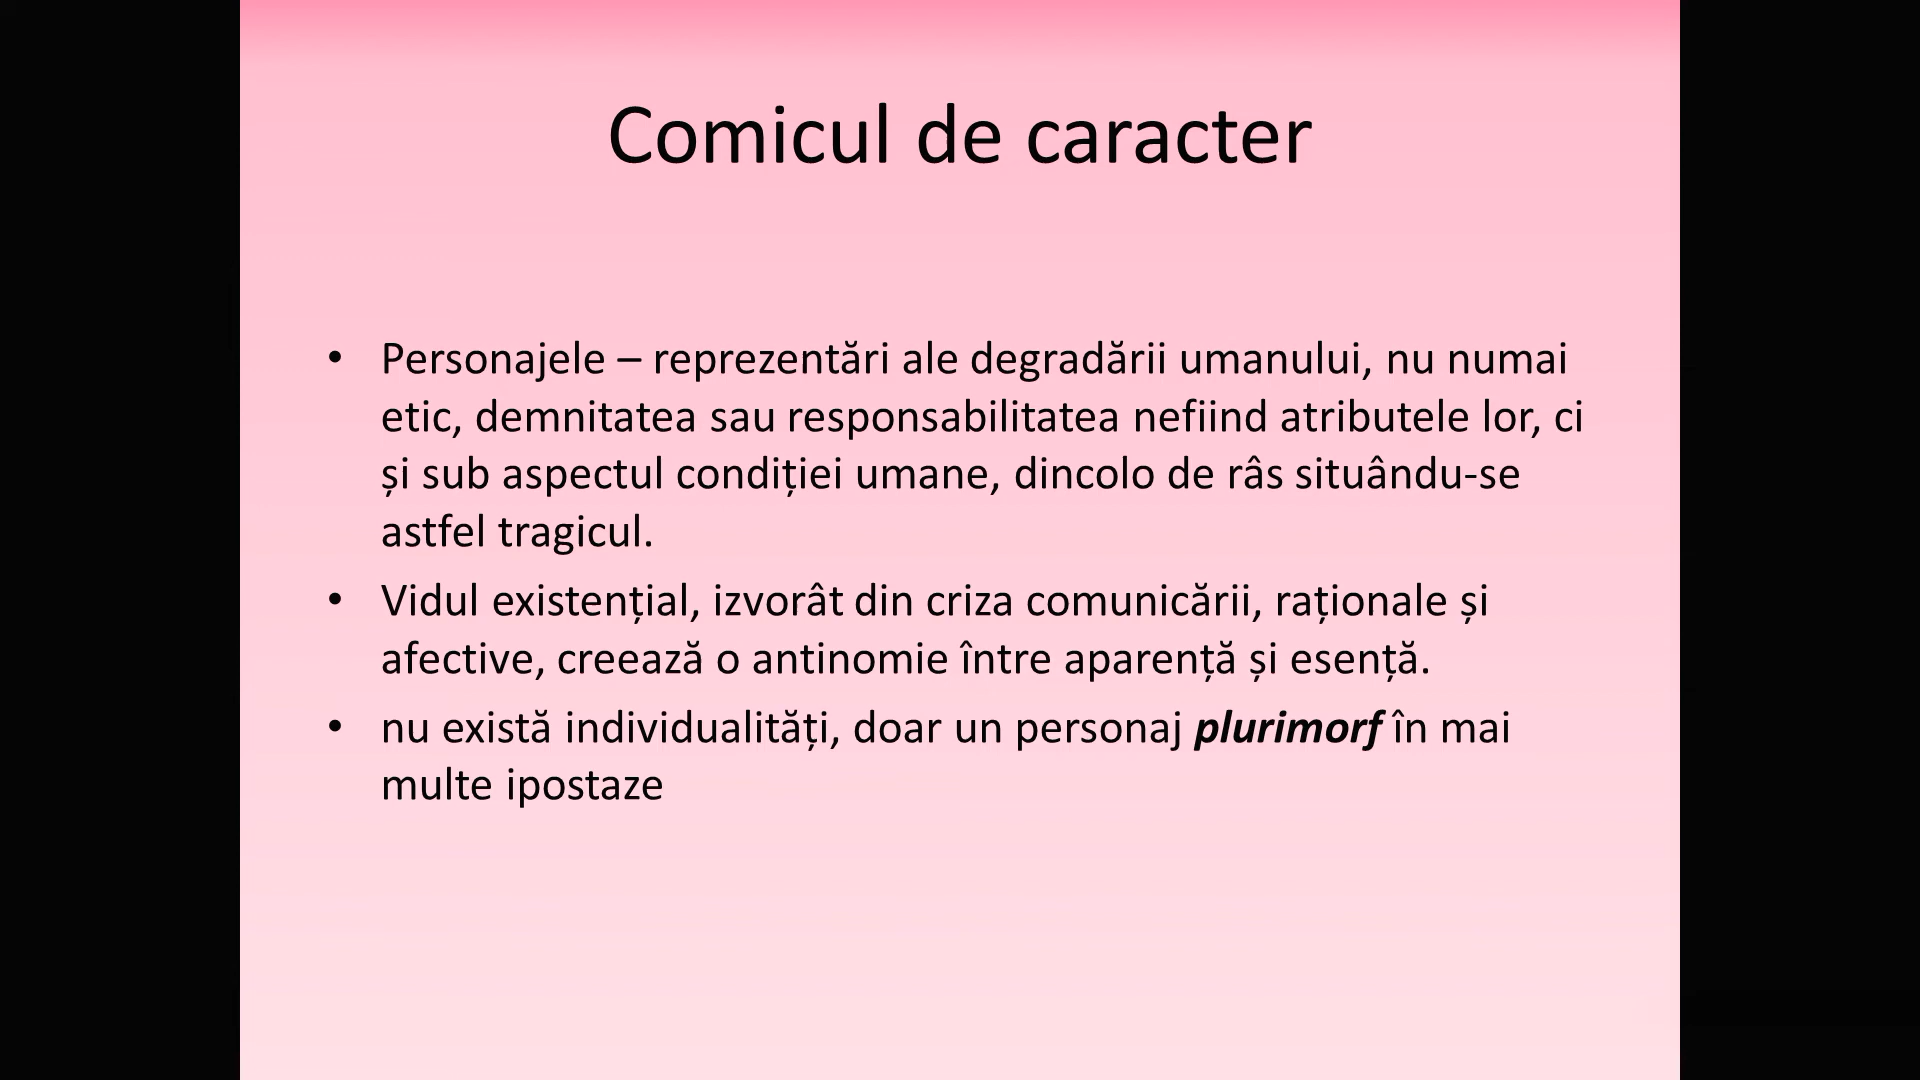 Comicul de caracter
• Personajele – reprezentări ale degradării umanului, nu numai
etic, demnitatea sau responsabilitatea nefiind atributele lor, ci
și sub aspectul condiției umane, dincolo de râs situându-se
astfel tragicul.
• Vidul existențial, izvorât din criza comunicării, raționale și
afective, creează o antinomie între aparență și esență.
• nu există individualități, doar un personaj plurimorf în mai
multe ipostaze